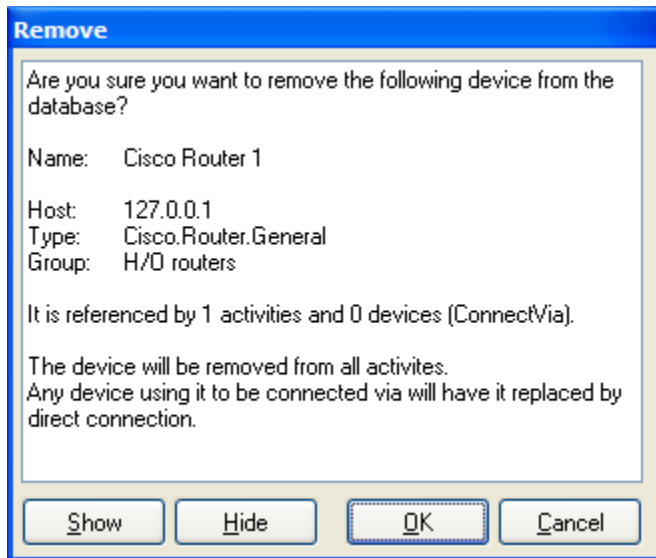 Remove
Are you sure you want to remove the following device from the
database?
Name: Cisco Router 1
Host: 127.0.0.1
Type: Cisco.Router.General
Group: H/O routers
It is referenced by 1 activities and 0 devices (ConnectVia).
The device will be removed from all activites.
Any device using it to be connected via will have it replaced by
direct connection.
Show Hide OK Cancel